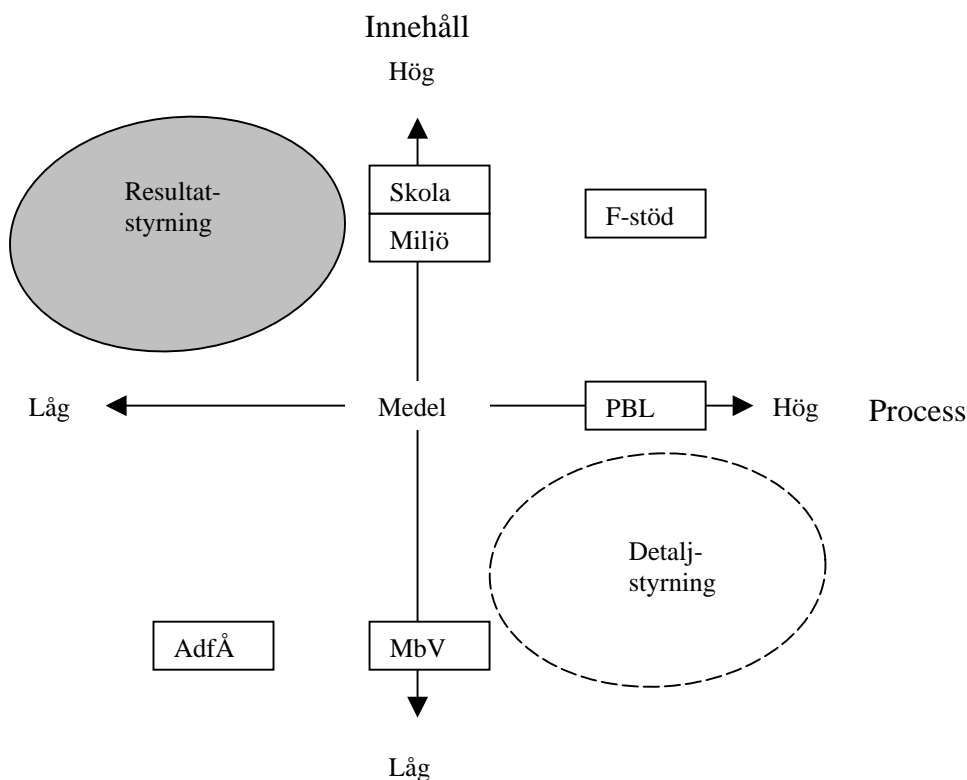 Innehåll
Hög
Resultat-
styrning
Skola
Miljö
F-stöd
Låg
Medel
PBL
Hög
Process
Detalj-
styrning
AdfÅ
MbV
Låg